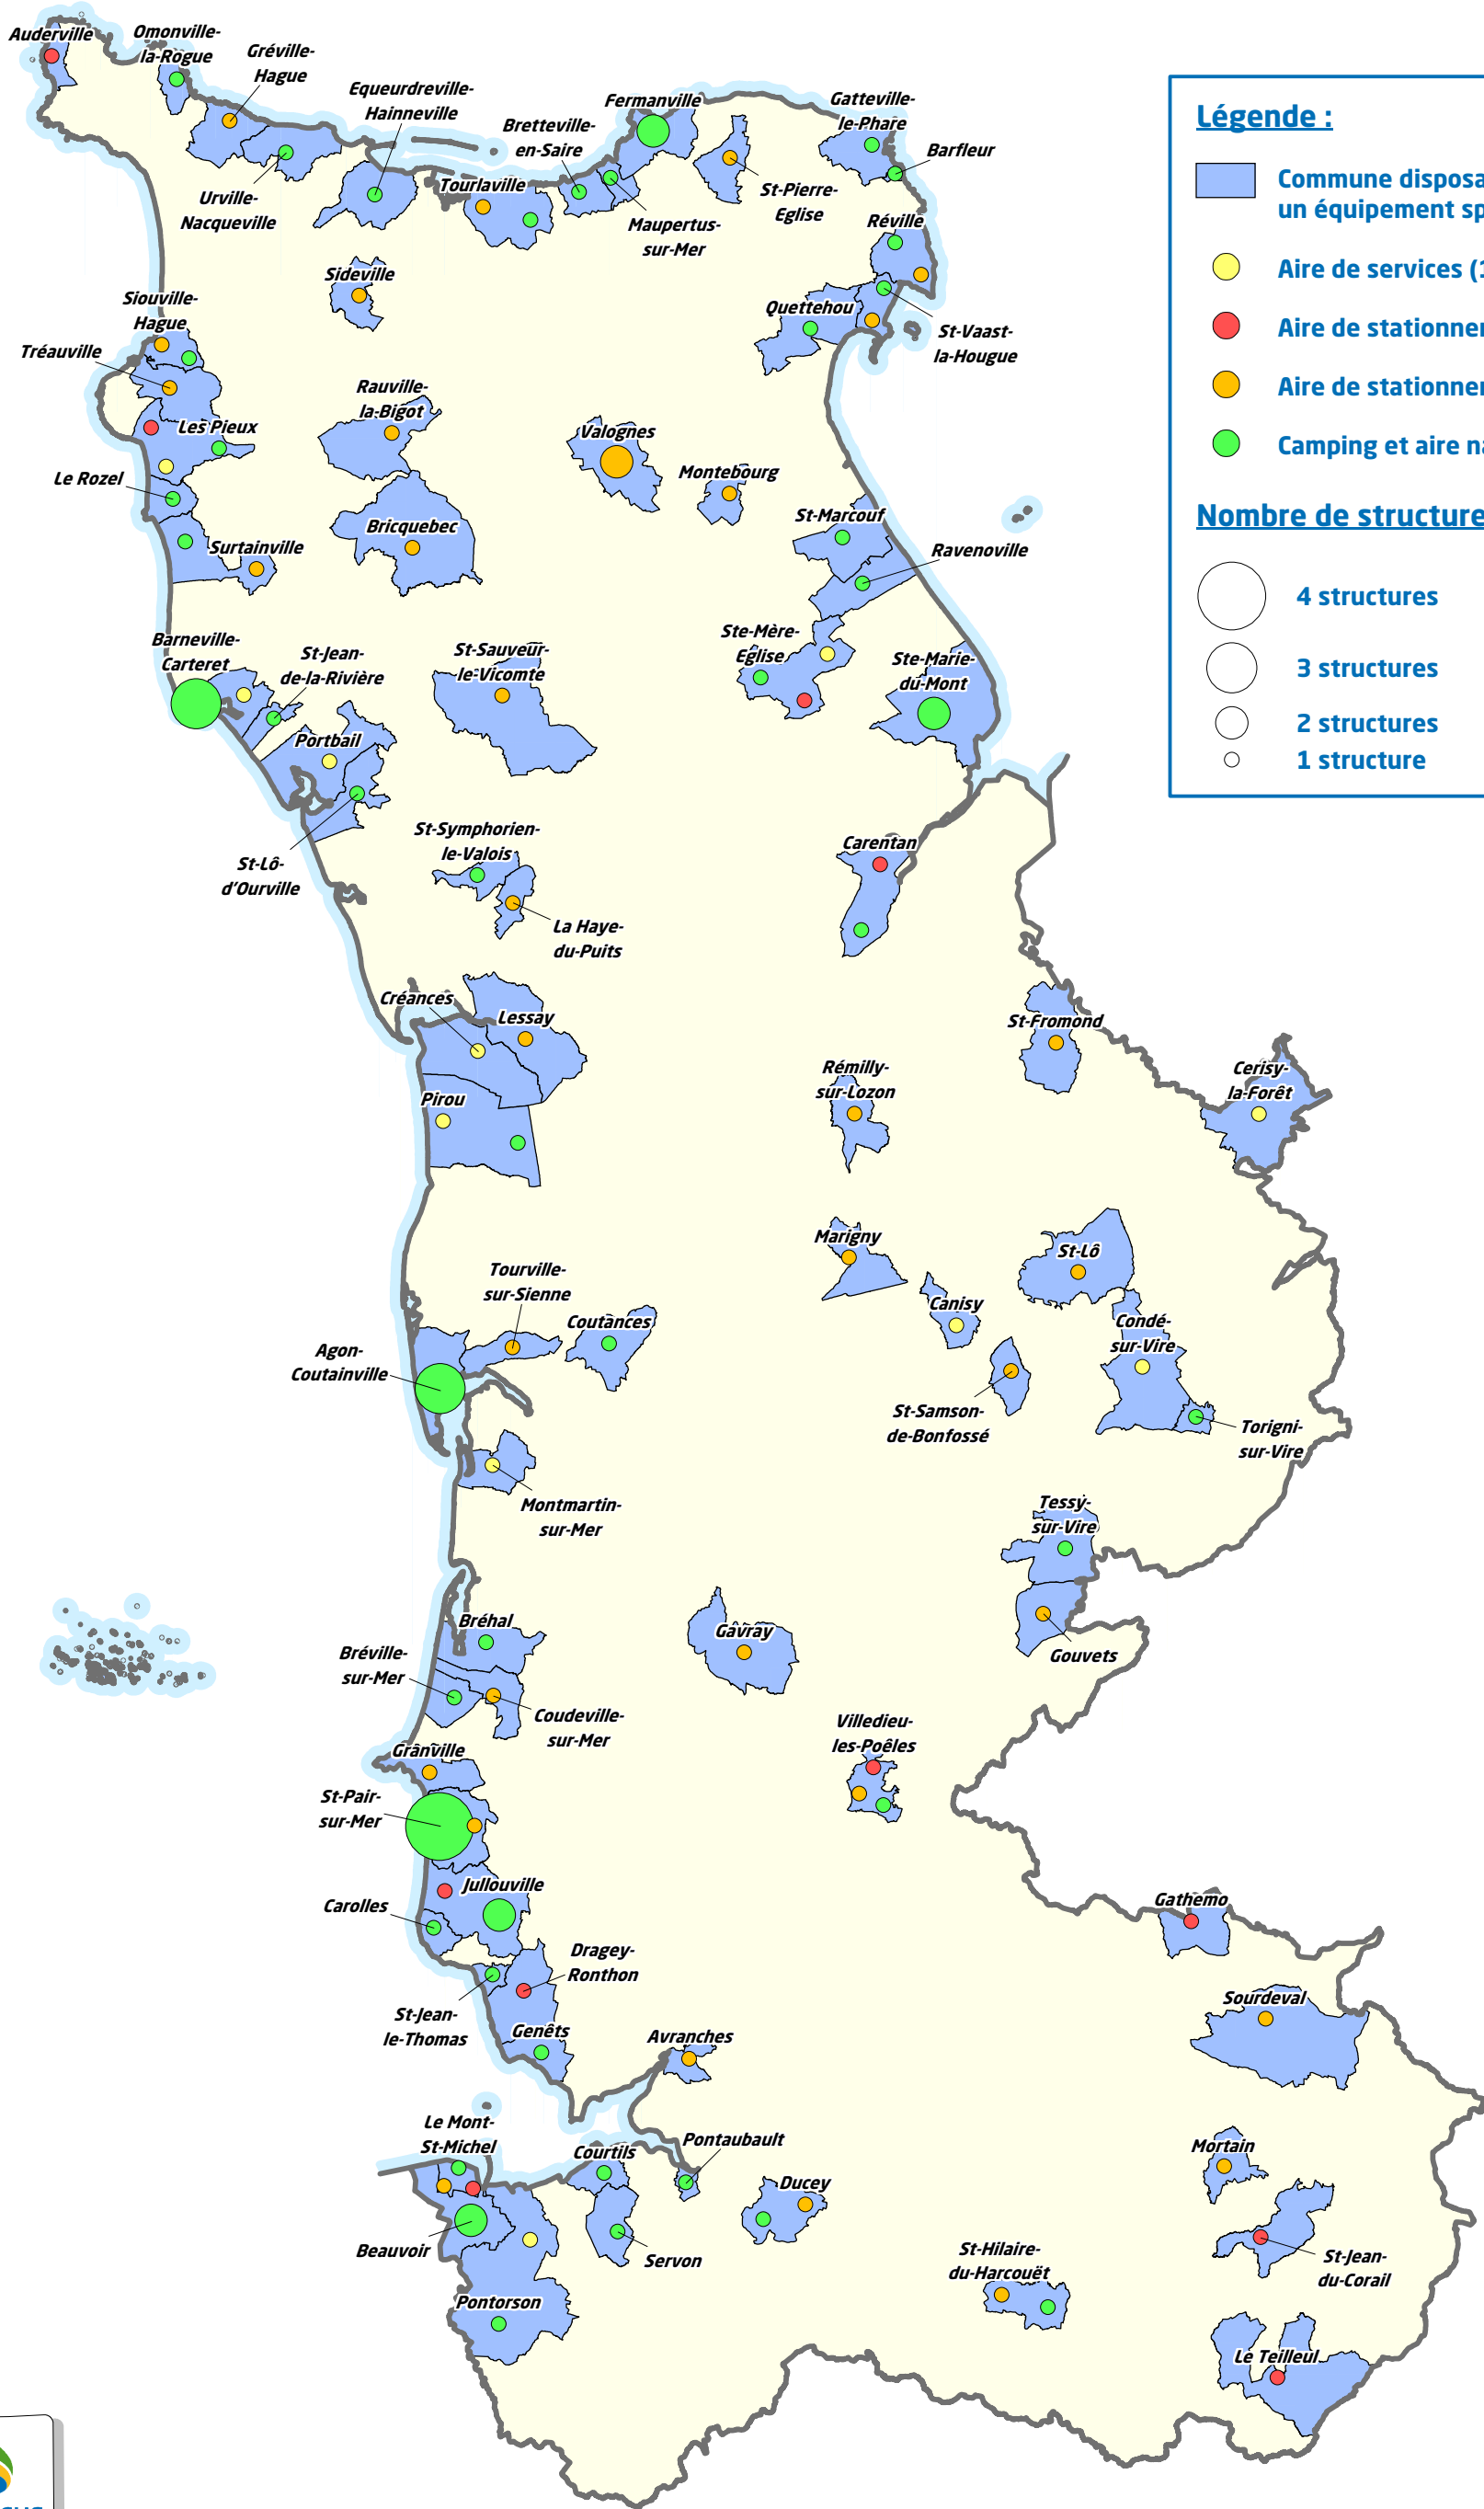 Auderville
Omonville-
la-Rogue
Gréville-
Hague
Equeurdreville-
Hainneville
Urville-
Nacqueville
Bretteville-
en-Saire
Fermanville
Tourlaville
Maupertus-
sur-Mer
St-Pierre-
Eglise
Gatteville-
le-Phare
Barfleur
Réville
Quettehou
St-Vaast-
la-Hougue
Sideville
Siouville-
Hague
Tréauville
Les Pieux
Le Rozel
Surtainville
Rauville-
la-Bigot
Bricquebec
Valognes
Montebourg
St-Marcouf
Ravenoville
Ste-Mère-
Eglise
Ste-Marie-
du-Mont
Barneville-
Carteret
St-Jean-
de-la-Rivière
Portbail
St-Lô-
d'Ourville
St-Sauveur-
le-Vicomte
St-Symphorien-
le-Valois
La Haye-
du-Puits
Carentan
Créances
Lessay
Pirou
St-Fromond
Rémilly-
sur-Lozon
Cerisy-
la-Forêt
Marigny
St-Lô
Canisy
Condé-
sur-Vire
St-Samson-
de-Bonfossé
Torigni-
sur-Vire
Tourville-
sur-Sienne
Coutances
Agon-
Coutainville
Montmartin-
sur-Mer
Tessy-
sur-Vire
Gouvets
Gavray
Bréhal
Bréville-
sur-Mer
Coudeville-
sur-Mer
Granville
St-Pair-
sur-Mer
Villedieu-
les-Poêles
Jullouville
Carolles
Dragey-
Ronthon
St-Jean-
le-Thomas
Genêts
Avranches
Gathemo
Sourdeval
Mortain
St-Jean-
du-Corail
Le Teilleul
St-Hilaire-
du-Harcouët
Le Mont-
St-Michel
Courtils
Pontaubault
Ducey
Beauvoir
Servon
Pontorson
Légende :
Commune disposa
un équipement sp
Aire de services (1
Aire de stationner
Aire de stationner
Camping et aire na
Nombre de structure
4 structures
3 structures
2 structures
1 structure